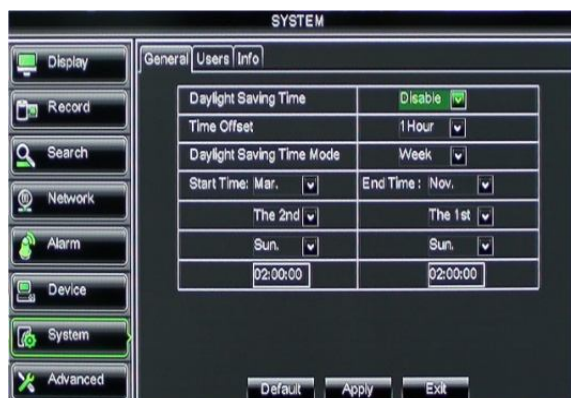 SYSTEM
Display
Record
Search
Network
Alarm
Device
System
Advanced
General Users Info
Daylight Saving Time Disable
Time Offset 1Hour
Daylight Saving Time Mode Week
Start Time: Mar. End Time : Nov.
The 2nd The 1st
Sun. Sun.
02:00:00 02:00:00
Default Apply Exit